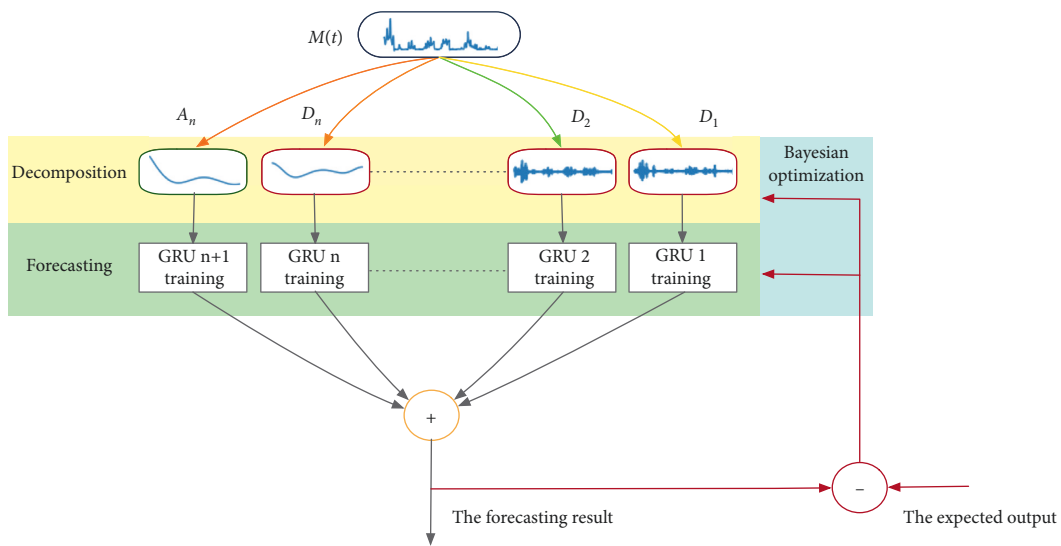 M(t)
A_n
D_n
D_2
D_1
Decomposition
Bayesian
optimization
Forecasting
GRU n+1
training
GRU n
training
GRU 2
training
GRU 1
training
+
−
The forecasting result
The expected output